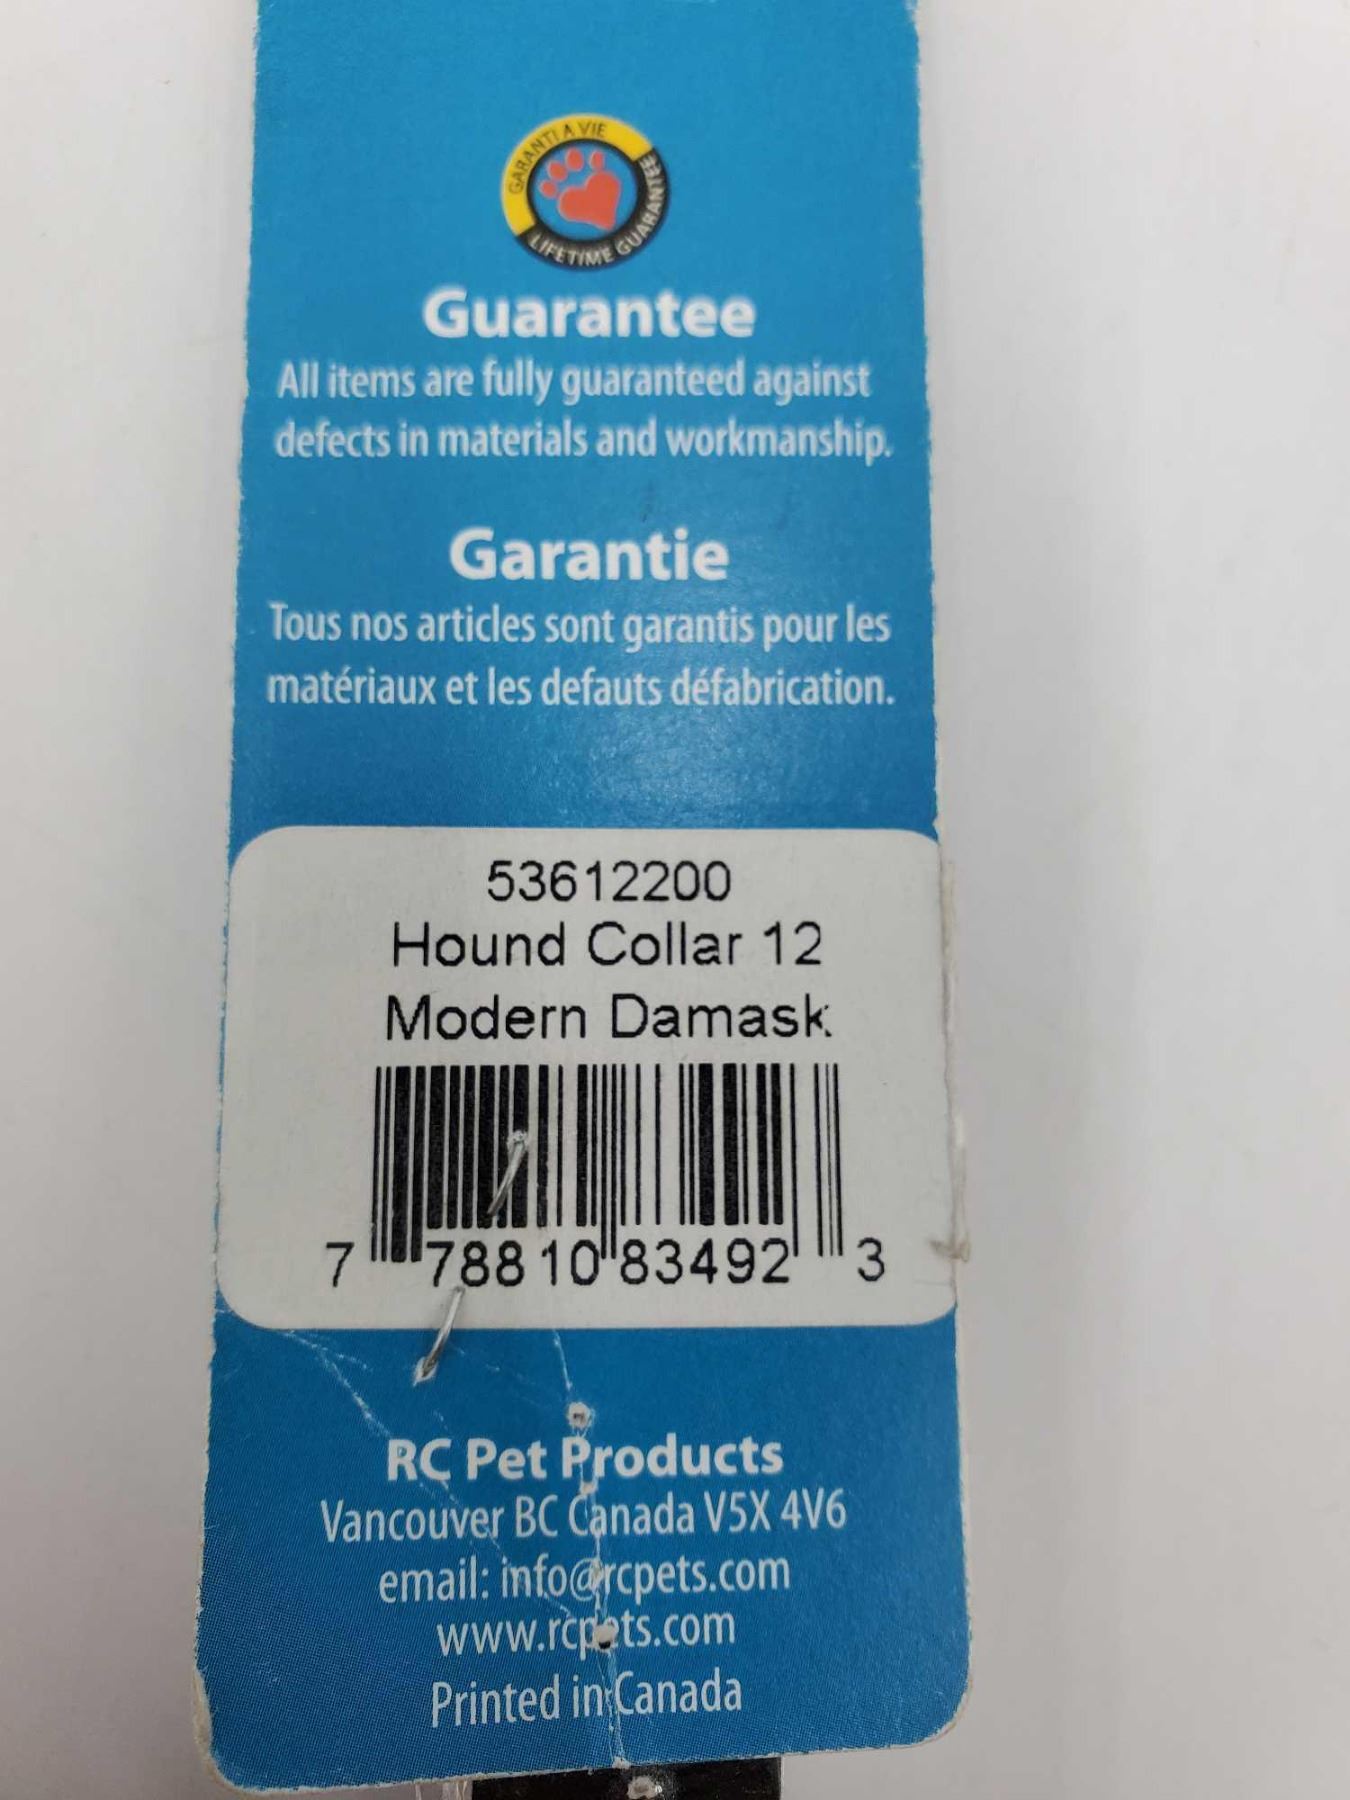 GARANTI A VIE
LIFETIME GUARANTEE
Guarantee
All items are fully guaranteed against
defects in materials and workmanship.
Garantie
Tous nos articles sont garantis pour les
matériaux et les defauts défabrication.
53612200
Hound Collar 12
Modern Damask
7 78810 83492 3
RC Pet Products
Vancouver BC Canada V5X 4V6
email: info@rcpets.com
www.rcpets.com
Printed in Canada